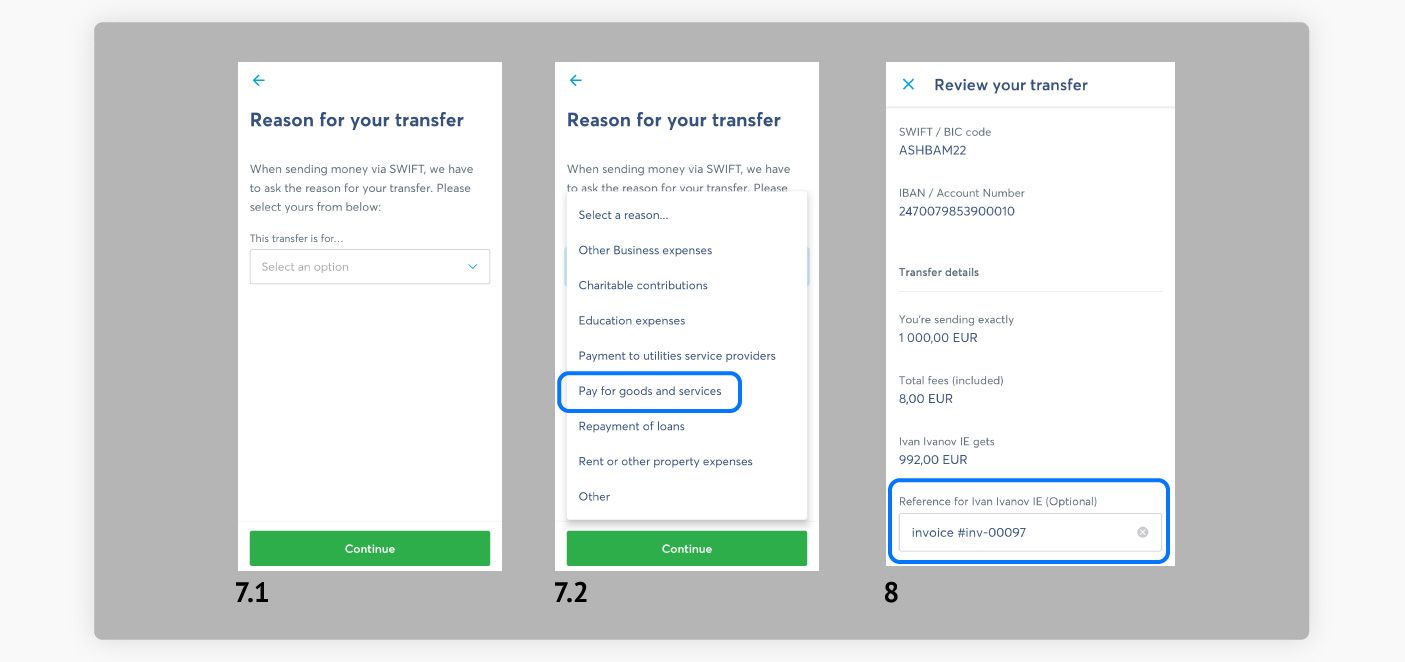 Reason for your transfer
When sending money via SWIFT, we have
to ask the reason for your transfer. Please
select yours from below:
This transfer is for...
Select an option
Continue
7.1
Reason for your transfer
When sending money via SWIFT, we have
to ask the reason for your transfer. Please
Select a reason...
Other Business expenses
Charitable contributions
Education expenses
Payment to utilities service providers
Pay for goods and services
Repayment of loans
Rent or other property expenses
Other
Continue
7.2
Review your transfer
SWIFT / BIC code
ASHBAM22
IBAN / Account Number
2470079853900010
Transfer details
You're sending exactly
1 000,00 EUR
Total fees (included)
8,00 EUR
Ivan Ivanov IE gets
992,00 EUR
Reference for Ivan Ivanov IE (Optional)
invoice #inv-00097
8